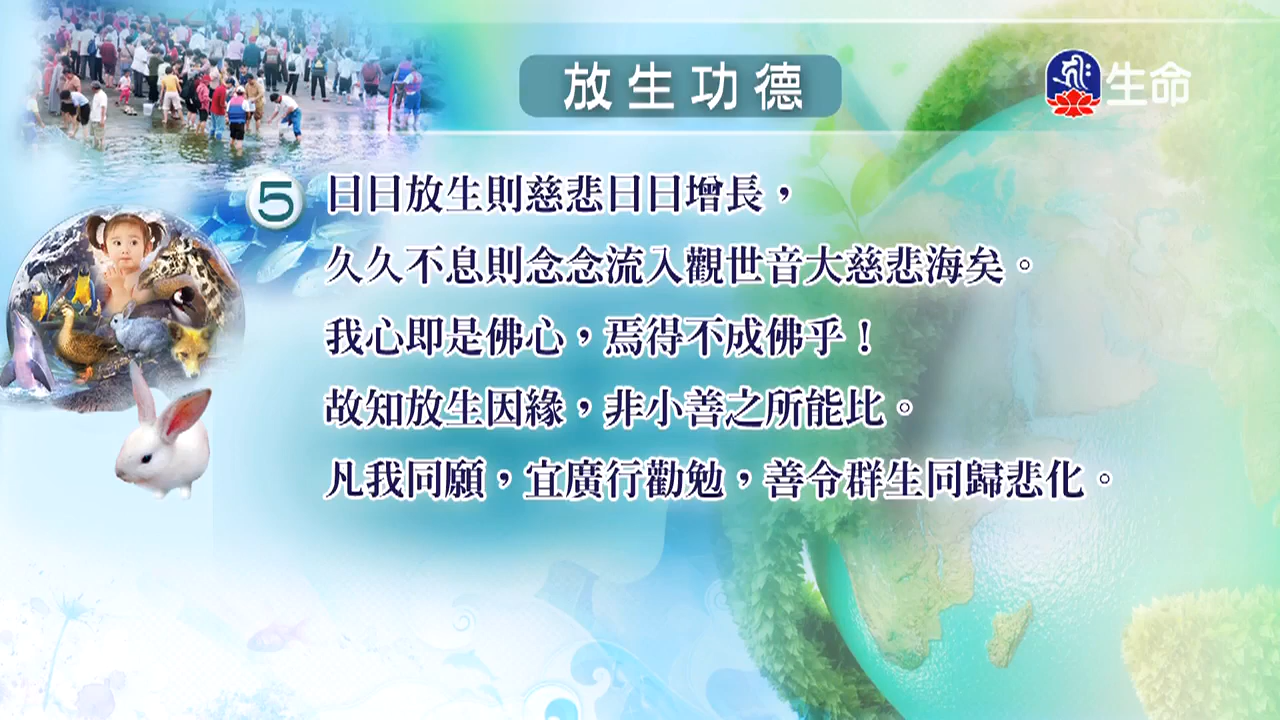 放生功德
生命
5
日日放生則慈悲日日增長，
久久不息則念念流入觀世音大慈悲海矣。
我心即是佛心，焉得不成佛乎！
故知放生因緣，非小善之所能比。
凡我同願，宜廣行勸勉，善令群生同歸悲化。